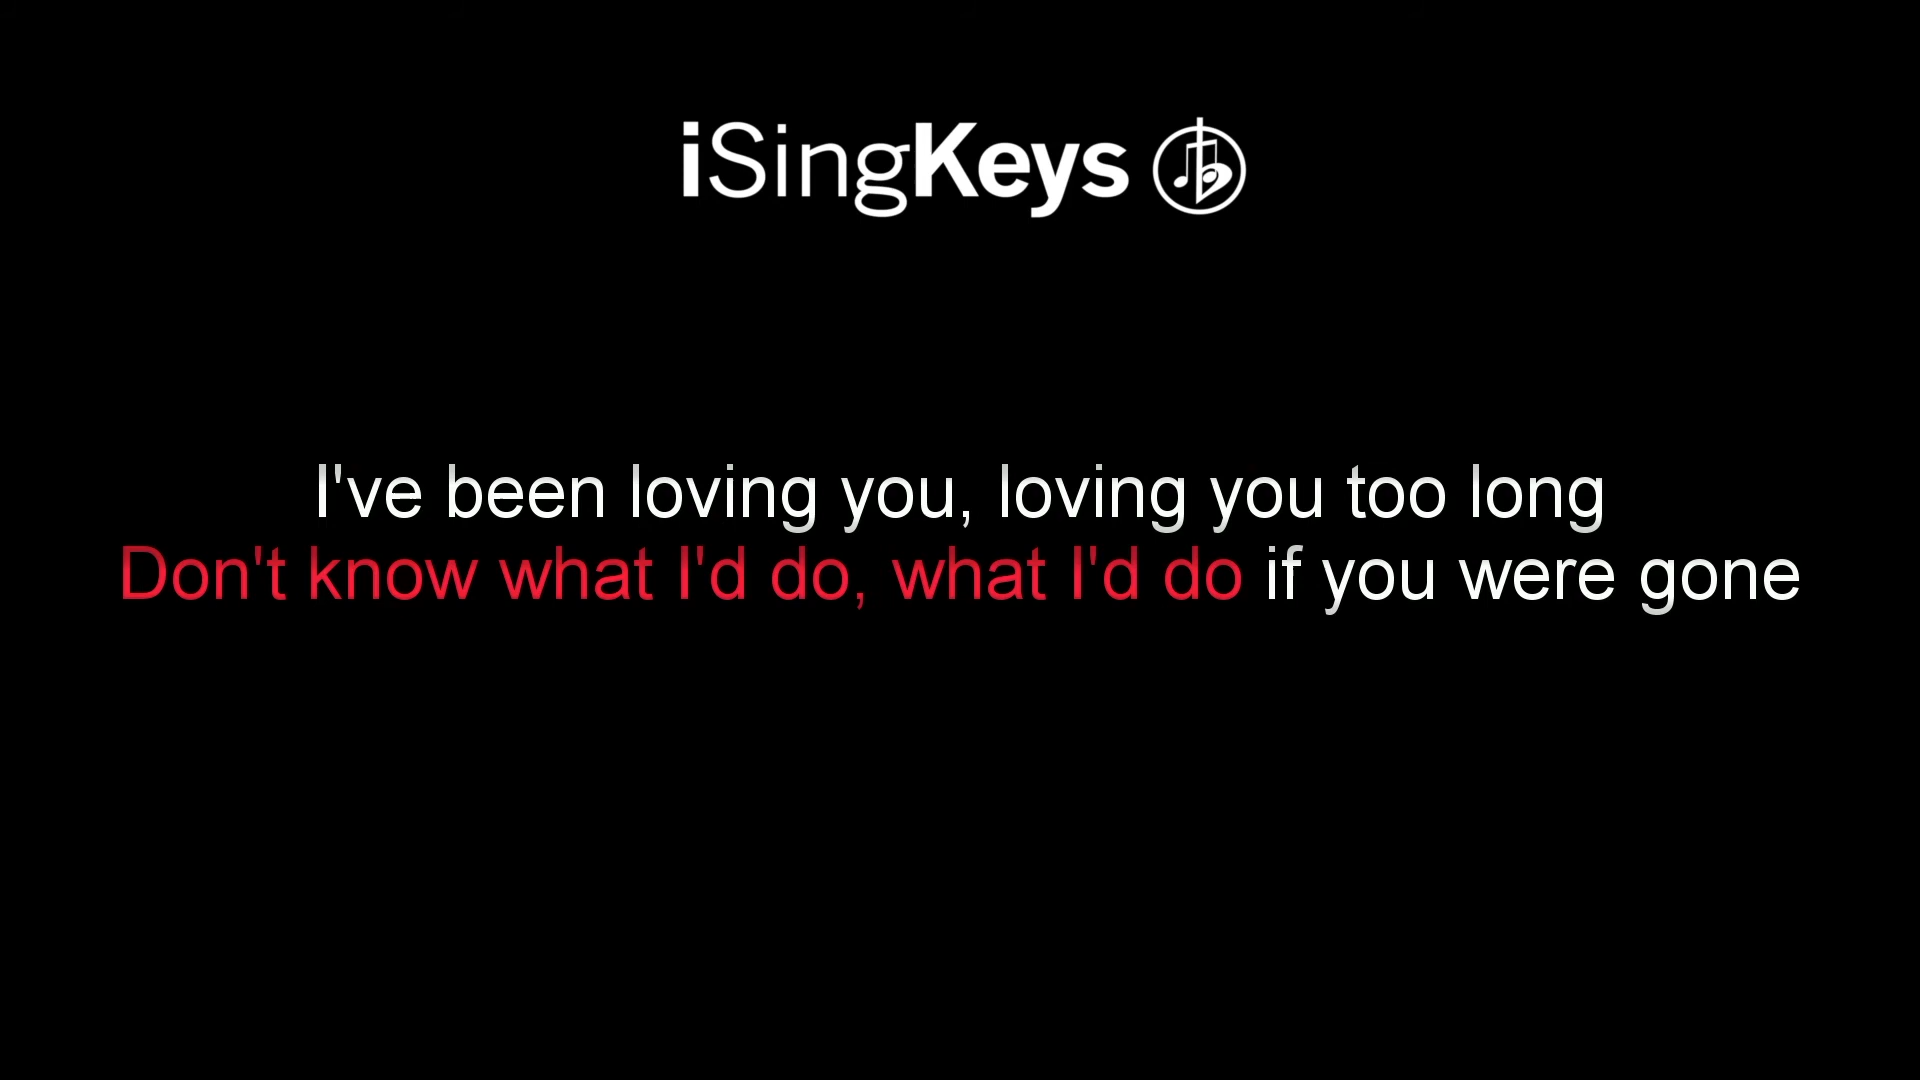 iSingKeys
I've been loving you, loving you too long
Don't know what I'd do, what I'd do if you were gone